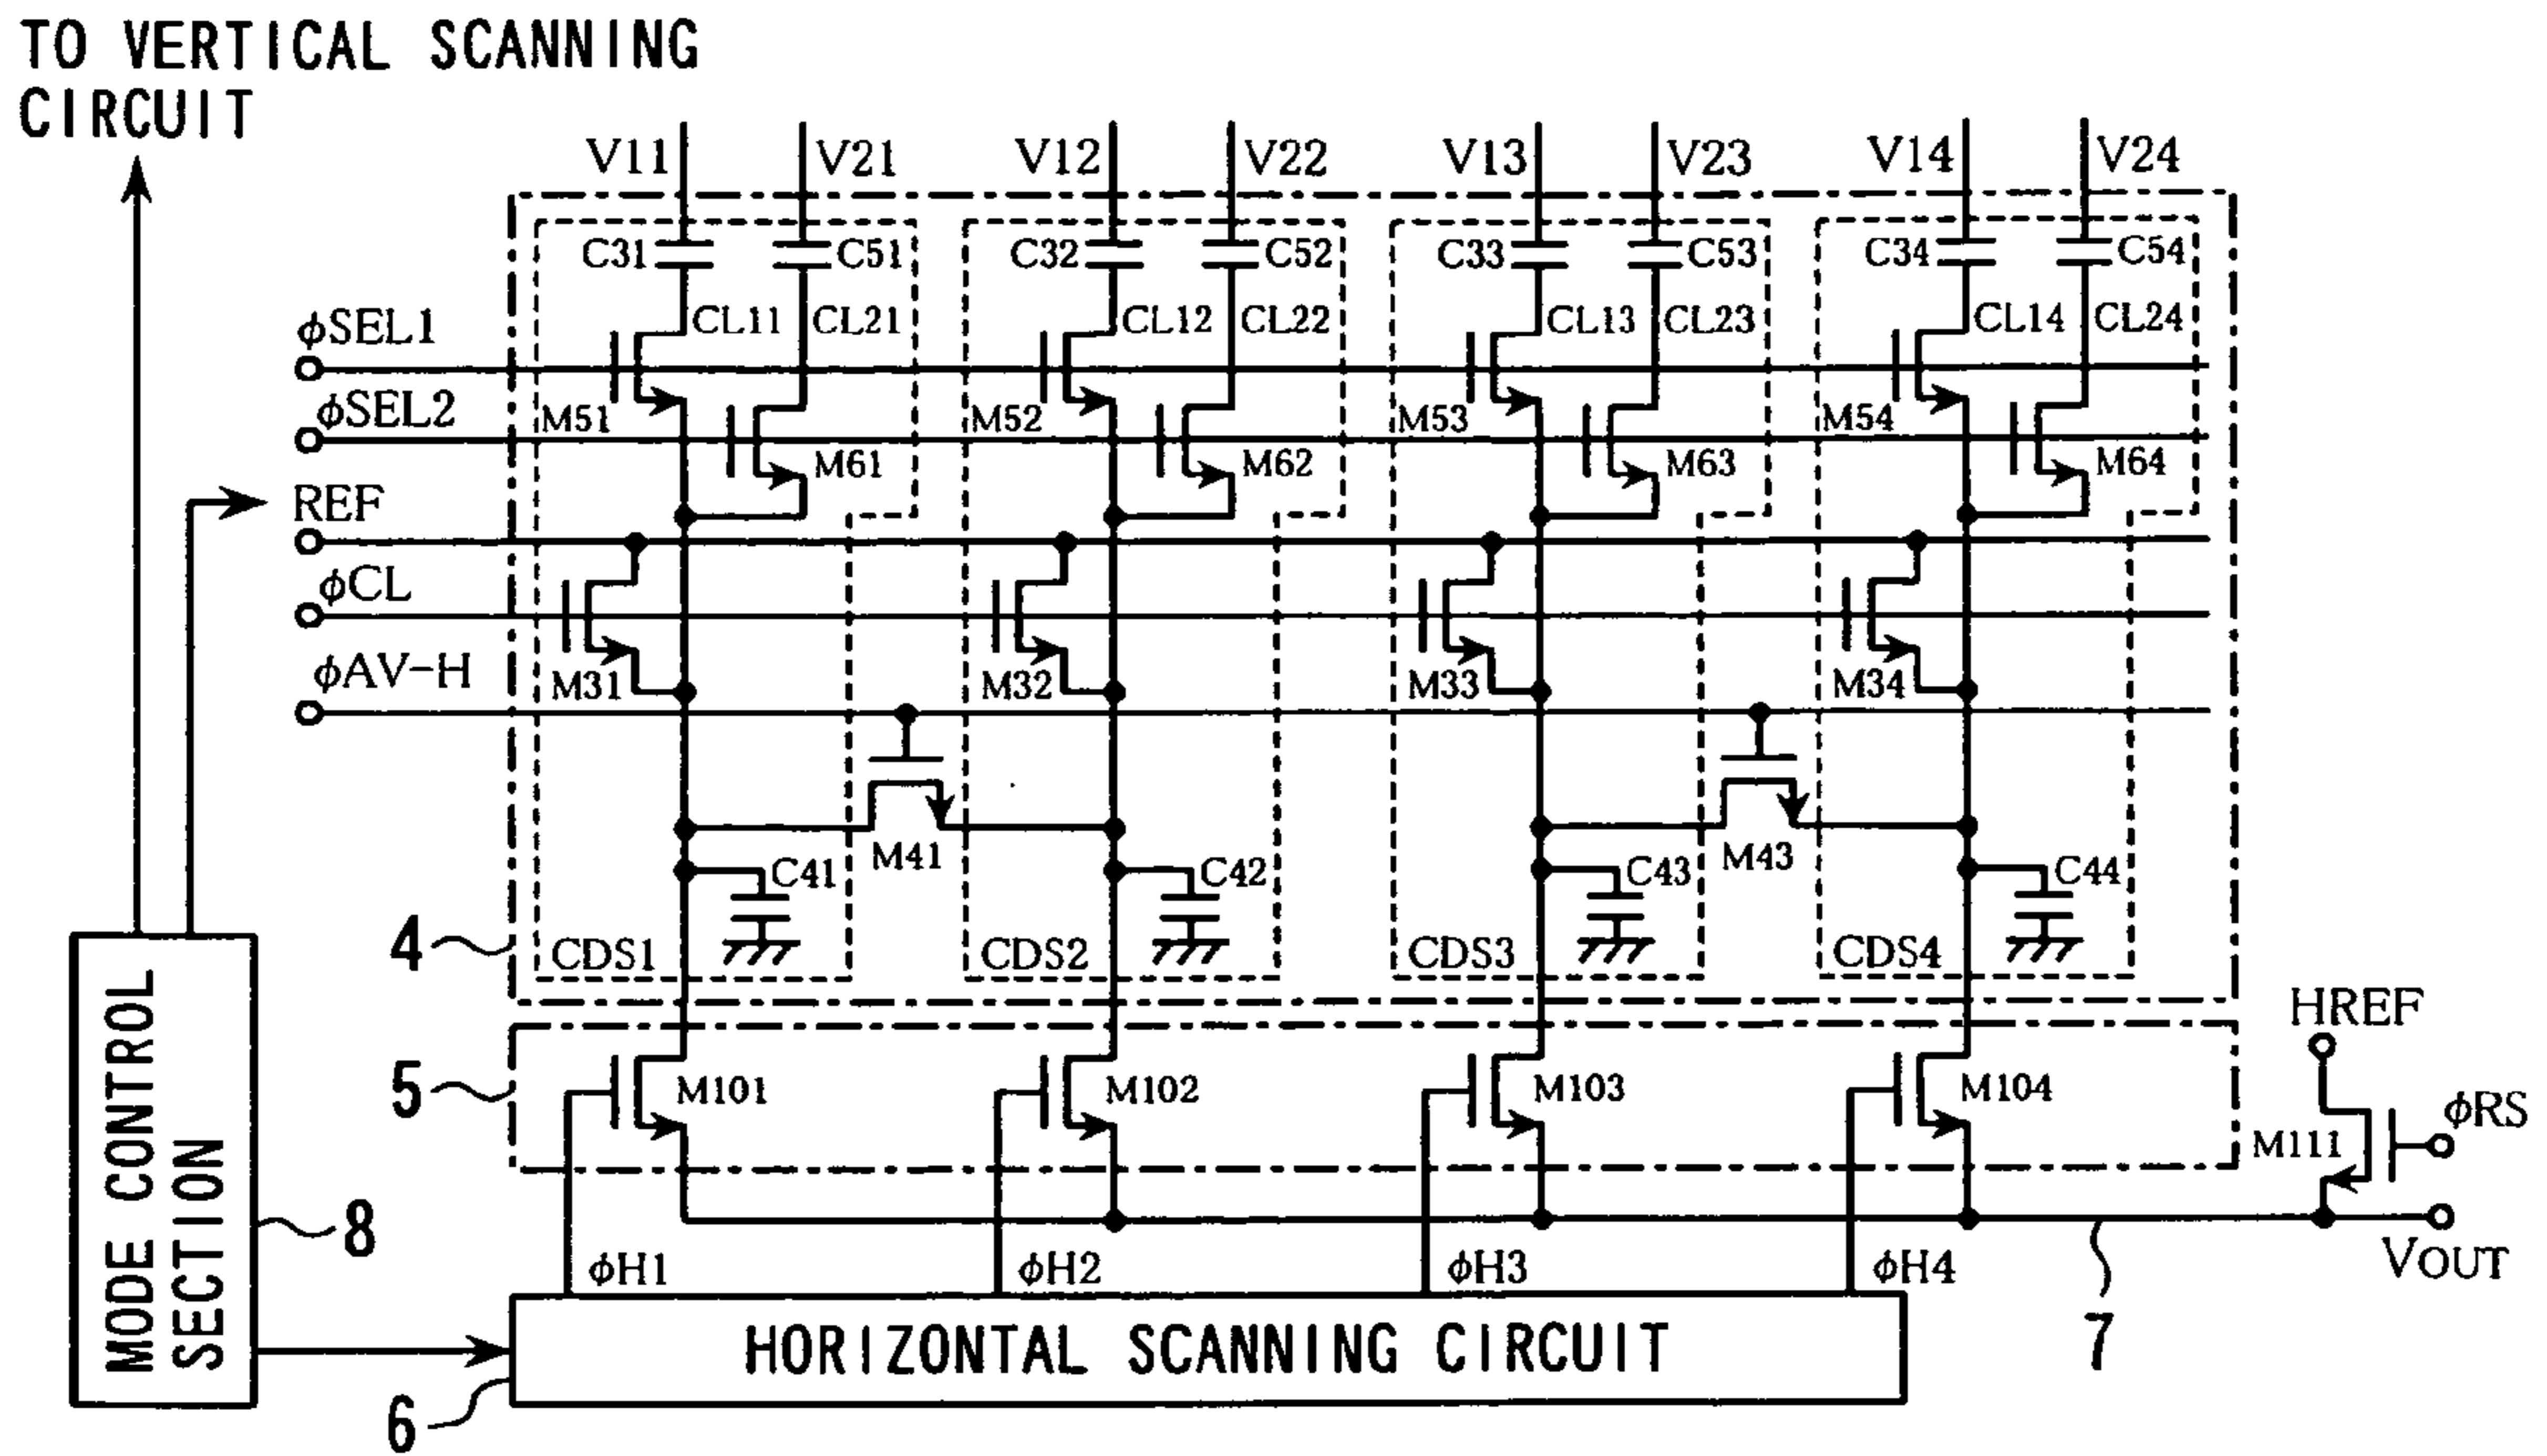 TO VERTICAL SCANNING
CIRCUIT
V11 V21 V12 V22 V13 V23 V14 V24
C31 C51 C32 C52 C33 C53 C34 C54
CL11 CL21 CL12 CL22 CL13 CL23 CL14 CL24
φSEL1
φSEL2
M51 M52 M53 M54
M61 M62 M63 M64
REF
φCL
M31 M32 M33 M34
φAV-H
M41 M43
C41 C42 C43 C44
4
CDS1 CDS2 CDS3 CDS4
HREF
5
M101 M102 M103 M104
φRS
M111
MODE CONTROL
SECTION
8
φH1 φH2 φH3 φH4
VOUT
HORIZONTAL SCANNING CIRCUIT
7
6